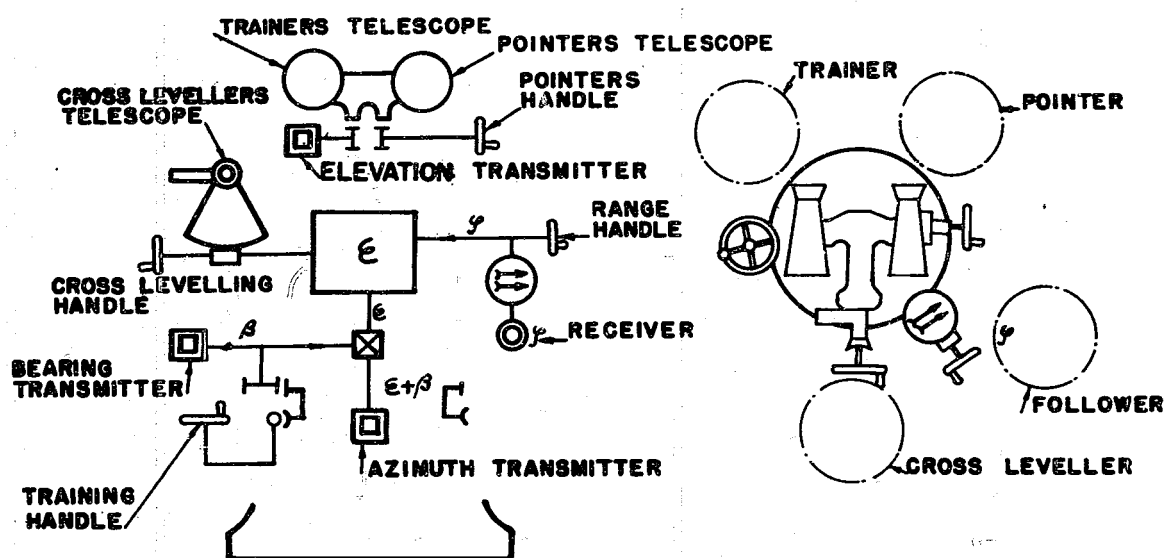 TRAINERS TELESCOPE
POINTERS TELESCOPE
POINTERS
HANDLE
CROSS LEVELLERS
TELESCOPE
ELEVATION TRANSMITTER
ε
φ
RANGE
HANDLE
CROSS LEVELLING
HANDLE
ε
φ
RECEIVER
β
BEARING
TRANSMITTER
ε+β
AZIMUTH TRANSMITTER
TRAINING
HANDLE
TRAINER
POINTER
φ
FOLLOWER
CROSS LEVELLER